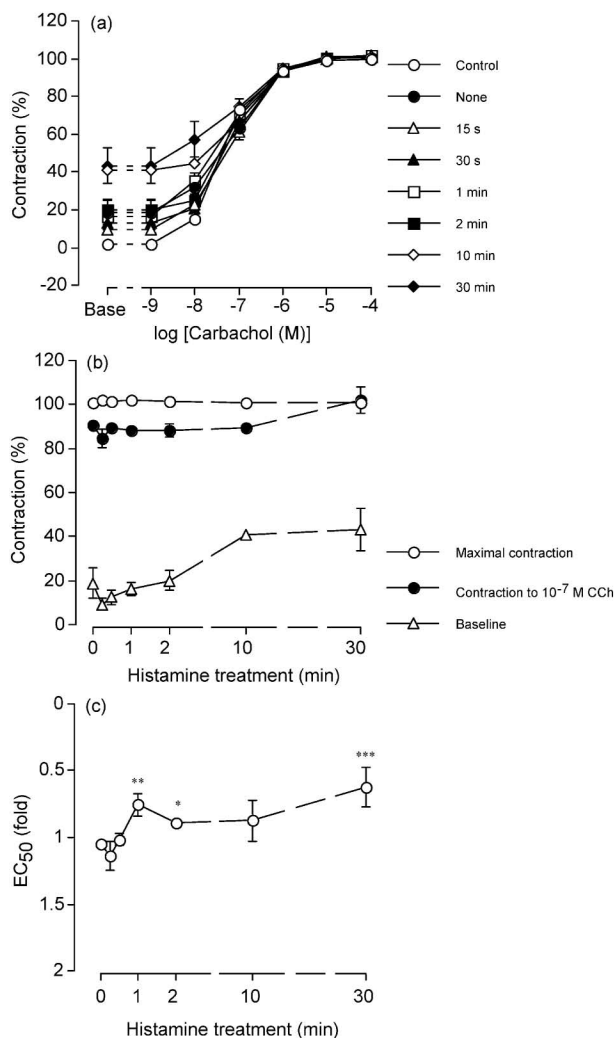 (a)
120
100
80
60
40
20
0
-20
Contraction (%)
Base
-9
-8
-7
-6
-5
-4
log [Carbachol (M)]
Control
None
15 s
30 s
1 min
2 min
10 min
30 min
(b)
120
100
80
60
40
20
0
Contraction (%)
0
1
2
10
30
Histamine treatment (min)
Maximal contraction
Contraction to 10⁻⁷ M CCh
Baseline
(c)
0
0.5
1
1.5
2
EC₅₀ (fold)
**
*
***
0
1
2
10
30
Histamine treatment (min)